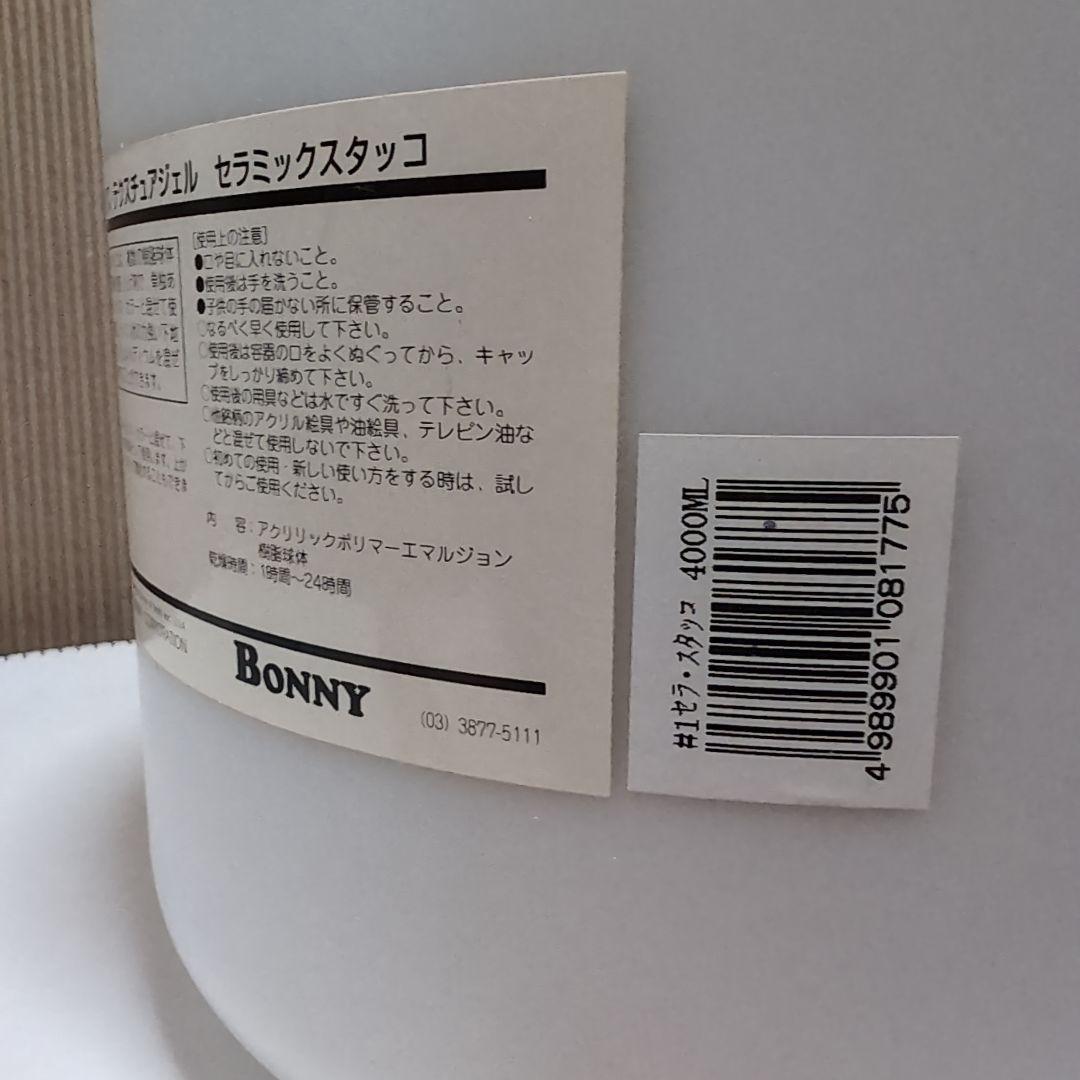 テクスチュアジェル セラミックスタッコ
[使用上の注意]
●口や目に入れないこと。
●使用後は手を洗うこと。
●子供の手の届かない所に保管すること。
○なるべく早く使用して下さい。
○使用後は容器の口をよくぬぐってから、キャッ
プをしっかり締めて下さい。
○使用後の用具などは水ですぐ洗って下さい。
○他銘柄のアクリル絵具や油絵具、テレピン油な
どと混ぜて使用しないで下さい。
○初めての使用・新しい使い方をする時は、試し
てからご使用ください。
内 容:アクリリックポリマーエマルジョン
樹脂球体
乾燥時間:1時間～24時間
BONNY
(03) 3877-5111
#1セラ・スタッコ 4000ML
4989901081775